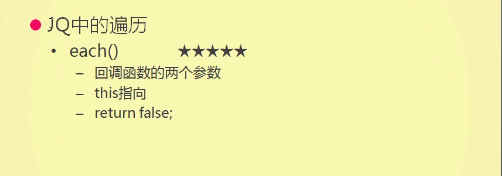 ● JQ中的遍历
• each() ★★★★★
– 回调函数的两个参数
– this指向
– return false;